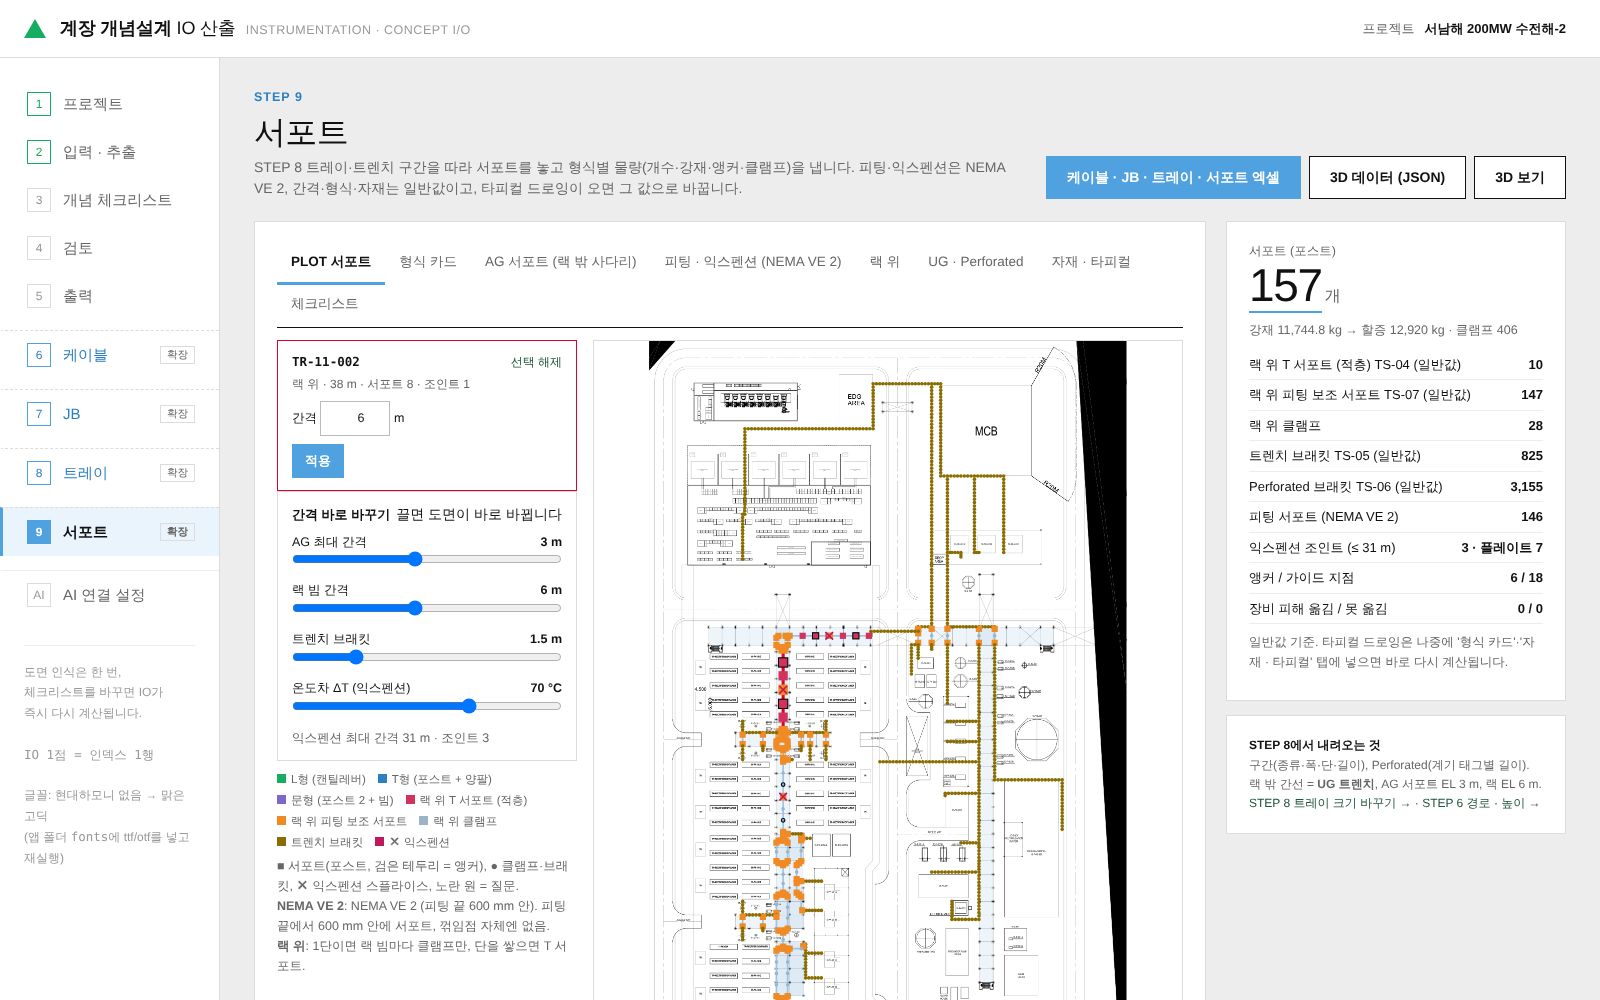 계장 개념설계 IO 산출 INSTRUMENTATION · CONCEPT I/O
프로젝트 서남해 200MW 수전해-2
1 프로젝트
2 입력 · 추출
3 개념 체크리스트
4 검토
5 출력
6 케이블 확장
7 JB 확장
8 트레이 확장
9 서포트 확장
AI AI 연결 설정
도면 인식은 한 번,
체크리스트를 바꾸면 IO가
즉시 다시 계산됩니다.
IO 1점 = 인덱스 1행
글꼴: 현대하모니 없음 → 맑은
고딕
(앱 폴더 fonts에 ttf/otf를 넣고
재실행)
STEP 9
서포트
STEP 8 트레이·트렌치 구간을 따라 서포트를 놓고 형식별 물량(개수·강재·앵커·클램프)을 냅니다. 피팅·익스펜션은 NEMA
VE 2, 간격·형식·자재는 일반값이고, 타피컬 드로잉이 오면 그 값으로 바꿉니다.
케이블 · JB · 트레이 · 서포트 엑셀
3D 데이터 (JSON)
3D 보기
PLOT 서포트
형식 카드
AG 서포트 (랙 밖 사다리)
피팅 · 익스펜션 (NEMA VE 2)
랙 위
UG · Perforated
자재 · 타피컬
체크리스트
TR-11-002 선택 해제
랙 위 · 38 m · 서포트 8 · 조인트 1
간격 6 m
적용
간격 바로 바꾸기 끌면 도면이 바로 바뀝니다
AG 최대 간격 3 m
랙 빔 간격 6 m
트렌치 브래킷 1.5 m
온도차 ΔT (익스펜션) 70 °C
익스펜션 최대 간격 31 m · 조인트 3
L형 (캔틸레버) T형 (포스트 + 양팔)
문형 (포스트 2 + 빔) 랙 위 T 서포트 (적층)
랙 위 피팅 보조 서포트 랙 위 클램프
트렌치 브래킷 ✕ 익스펜션
■ 서포트(포스트, 검은 테두리 = 앵커), ● 클램프·브래
킷, ✕ 익스펜션 스플라이스, 노란 원 = 질문.
NEMA VE 2: NEMA VE 2 (피팅 끝 600 mm 안). 피팅
끝에서 600 mm 안에 서포트, 꺾임점 자체엔 없음.
랙 위: 1단이면 랙 빔마다 클램프만, 단을 쌓으면 T 서
포트.
EDG
AREA
MCB
R20M
R20M
4,500
서포트 (포스트)
157 개
강재 11,744.8 kg → 할증 12,920 kg · 클램프 406
랙 위 T 서포트 (적층) TS-04 (일반값) 10
랙 위 피팅 보조 서포트 TS-07 (일반값) 147
랙 위 클램프 28
트렌치 브래킷 TS-05 (일반값) 825
Perforated 브래킷 TS-06 (일반값) 3,155
피팅 서포트 (NEMA VE 2) 146
익스펜션 조인트 (≤ 31 m) 3 · 플레이트 7
앵커 / 가이드 지점 6 / 18
장비 피해 옮김 / 못 옮김 0 / 0
일반값 기준. 타피컬 드로잉은 나중에 '형식 카드'·'자
재 · 타피컬' 탭에 넣으면 바로 다시 계산됩니다.
STEP 8에서 내려오는 것
구간(종류·폭·단·길이), Perforated(계기 태그별 길이).
랙 밖 간선 = UG 트렌치, AG 서포트 EL 3 m, 랙 EL 6 m.
STEP 8 트레이 크기 바꾸기 → · STEP 6 경로 · 높이 →